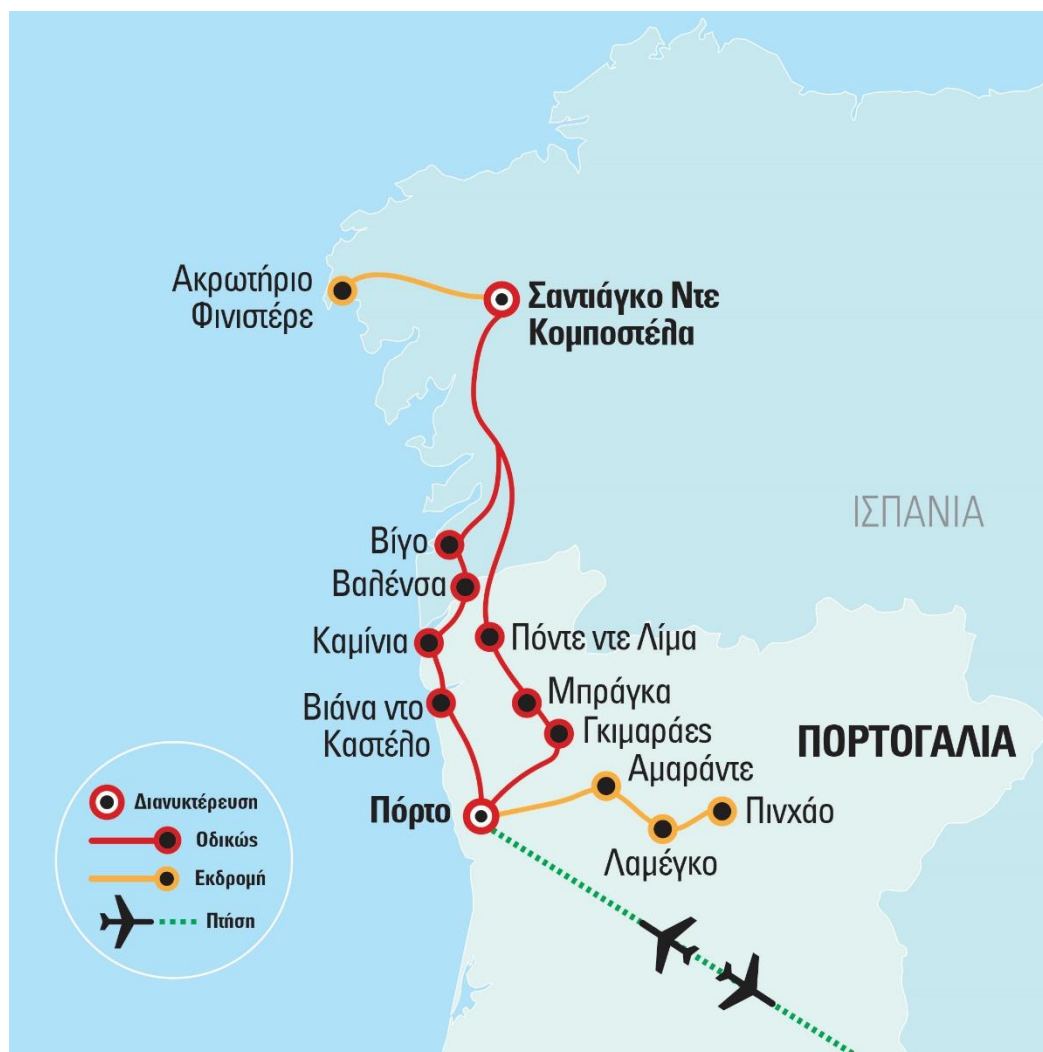 Ακρωτήριο
Φινιστέρε
Σαντιάγκο Ντε
Κομποστέλα
ΙΣΠΑΝΙΑ
Βίγο
Βαλένσα
Καμίνια
Πόντε ντε Λίμα
Βιάνα ντο
Καστέλο
Μπράγκα
Γκιμαράες
ΠΟΡΤΟΓΑΛΙΑ
Αμαράντε
Πόρτο
Πινχάο
Λαμέγκο
Διανυκτέρευση
Οδικώς
Εκδρομή
Πτήση